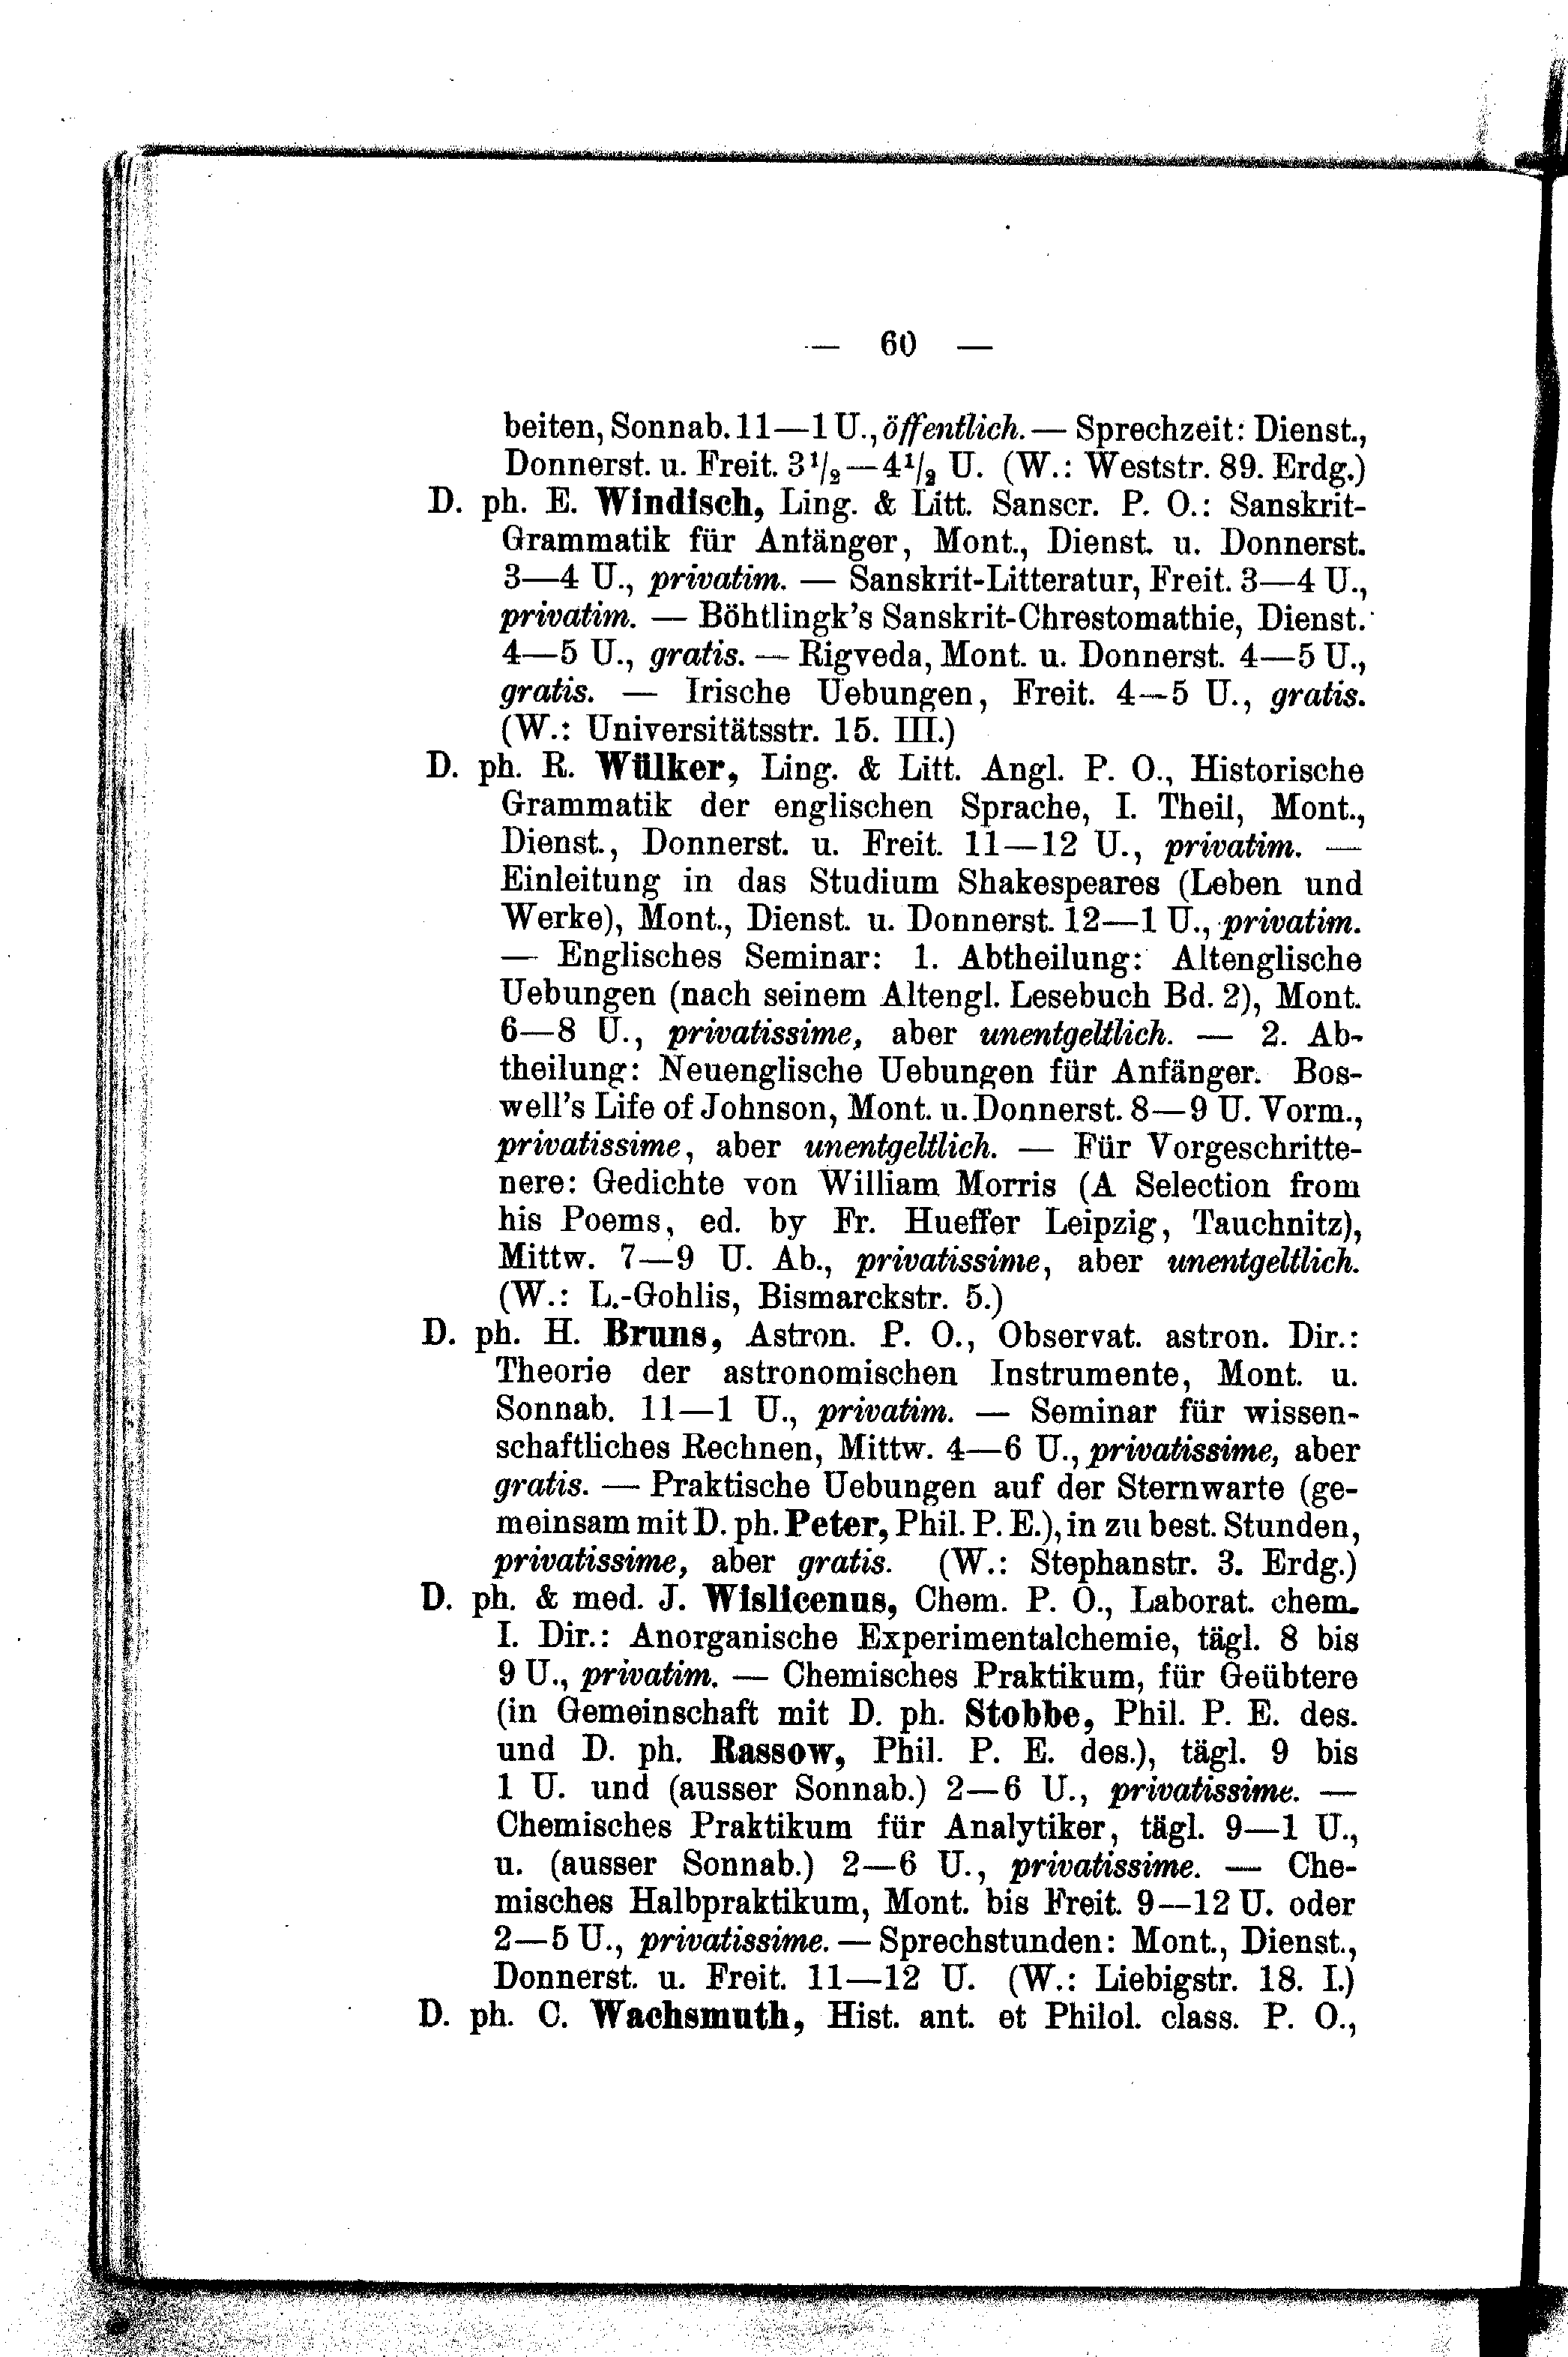 — 60 —
beiten, Sonnab. 11—1 U., öffentlich. — Sprechzeit: Dienst.,
Donnerst. u. Freit. 3 1/2—4 1/2 U. (W.: Weststr. 89. Erdg.)
D. ph. E. Windisch, Ling. & Litt. Sanscr. P. O.: Sanskrit-
Grammatik für Anfänger, Mont., Dienst. u. Donnerst.
3—4 U., privatim. — Sanskrit-Litteratur, Freit. 3—4 U.,
privatim. — Böhtlingk's Sanskrit-Chrestomathie, Dienst.
4—5 U., gratis. — Rigveda, Mont. u. Donnerst. 4—5 U.,
gratis. — Irische Uebungen, Freit. 4—5 U., gratis.
(W.: Universitätsstr. 15. III.)
D. ph. R. Wülker, Ling. & Litt. Angl. P. O., Historische
Grammatik der englischen Sprache, I. Theil, Mont.,
Dienst., Donnerst. u. Freit. 11—12 U., privatim. —
Einleitung in das Studium Shakespeares (Leben und
Werke), Mont., Dienst. u. Donnerst. 12—1 U., privatim.
— Englisches Seminar: 1. Abtheilung: Altenglische
Uebungen (nach seinem Altengl. Lesebuch Bd. 2), Mont.
6—8 U., privatissime, aber unentgeltlich. — 2. Ab-
theilung: Neuenglische Uebungen für Anfänger. Bos-
well's Life of Johnson, Mont. u. Donnerst. 8—9 U. Vorm.,
privatissime, aber unentgeltlich. — Für Vorgeschritte-
nere: Gedichte von William Morris (A Selection from
his Poems, ed. by Fr. Hueffer Leipzig, Tauchnitz),
Mittw. 7—9 U. Ab., privatissime, aber unentgeltlich.
(W.: L.-Gohlis, Bismarckstr. 5.)
D. ph. H. Bruns, Astron. P. O., Observat. astron. Dir.:
Theorie der astronomischen Instrumente, Mont. u.
Sonnab. 11—1 U., privatim. — Seminar für wissen-
schaftliches Rechnen, Mittw. 4—6 U., privatissime, aber
gratis. — Praktische Uebungen auf der Sternwarte (ge-
meinsam mit D. ph. Peter, Phil. P. E.), in zu best. Stunden,
privatissime, aber gratis. (W.: Stephanstr. 3. Erdg.)
D. ph. & med. J. Wislicenus, Chem. P. O., Laborat. chem.
I. Dir.: Anorganische Experimentalchemie, tägl. 8 bis
9 U., privatim. — Chemisches Praktikum, für Geübtere
(in Gemeinschaft mit D. ph. Stobbe, Phil. P. E. des.
und D. ph. Rassow, Phil. P. E. des.), tägl. 9 bis
1 U. und (ausser Sonnab.) 2—6 U., privatissime. —
Chemisches Praktikum für Analytiker, tägl. 9—1 U.,
u. (ausser Sonnab.) 2—6 U., privatissime. — Che-
misches Halbpraktikum, Mont. bis Freit. 9—12 U. oder
2—5 U., privatissime. — Sprechstunden: Mont., Dienst.,
Donnerst. u. Freit. 11—12 U. (W.: Liebigstr. 18. I.)
D. ph. C. Wachsmuth, Hist. ant. et Philol. class. P. O.,